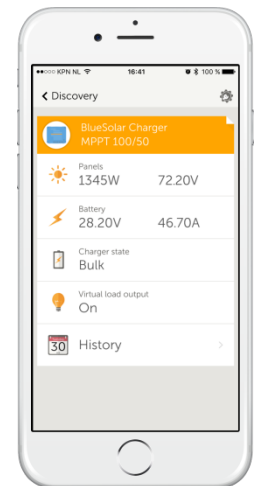 KPN NL 16:41 100 %
Discovery
BlueSolar Charger
MPPT 100/50
Panels
1345W 72.20V
Battery
28.20V 46.70A
Charger state
Bulk
Virtual load output
On
30 History